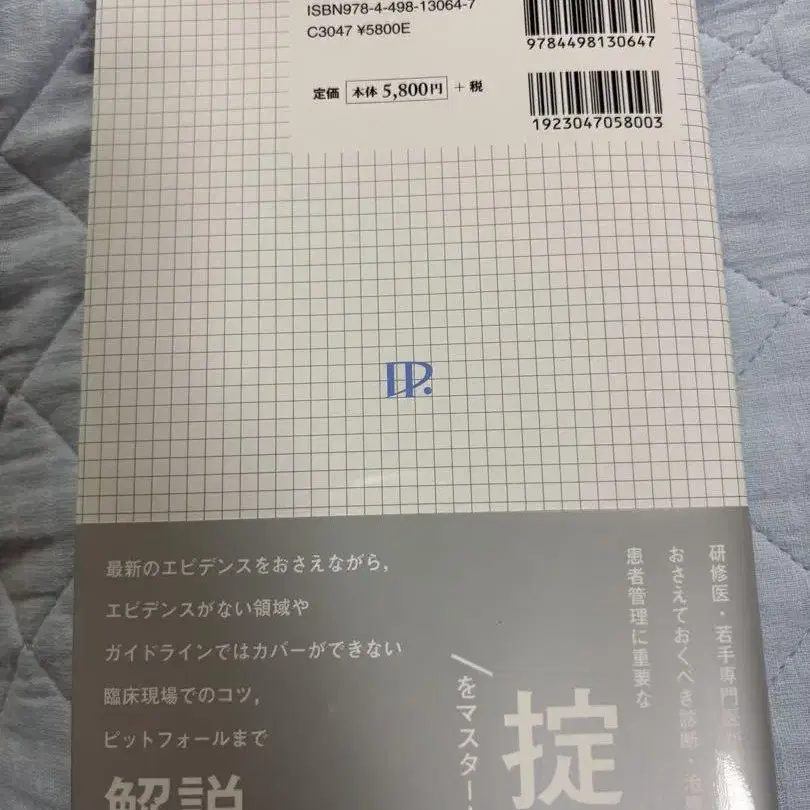 ISBN978-4-498-13064-7
C3047 ¥5800E
9784498130647
定価 本体 5,800円 + 税
1923047058003
最新のエビデンスをおさえながら,
エビデンスがない領域や
ガイドラインではカバーができない
臨床現場でのコツ,
ピットフォールまで
解説
研修医・若手専門医が
おさえておくべき診断・治
患者管理に重要な
掟
をマスター